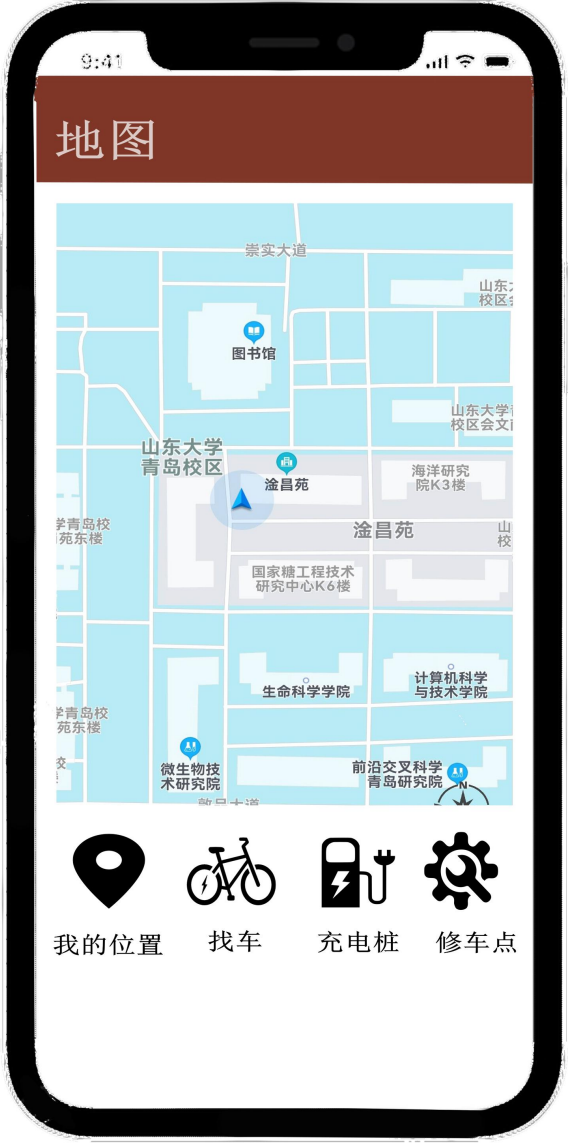 9:41
地图
崇实大道
山东
校区
图书馆
山东大学
校区会文
山东大学
青岛校区
淦昌苑
海洋研究
院K3楼
学青岛校
苑东楼
淦昌苑
山
校
国家糖工程技术
研究中心K6楼
生命科学学院
计算机科学
与技术学院
学青岛校
苑东楼
校
微生物技
术研究院
前沿交叉科学
青岛研究院
N
我的位置
找车
充电桩
修车点